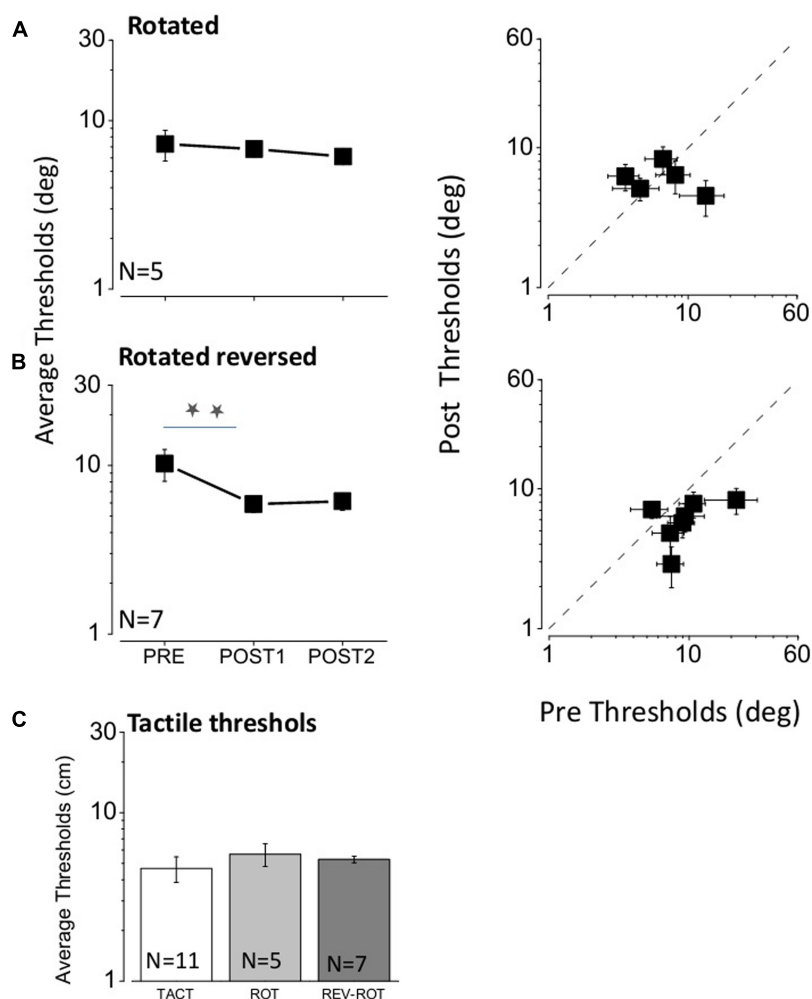 A
Rotated
30
10
1
N=5
60
10
1
1
10
60
Average Thresholds (deg)
Post Thresholds (deg)
B
Rotated reversed
30
10
1
N=7
PRE
POST1
POST2
60
10
1
1
10
60
Pre Thresholds (deg)
C
Tactile threshols
30
10
1
Average Thresholds (cm)
N=11
N=5
N=7
TACT
ROT
REV-ROT